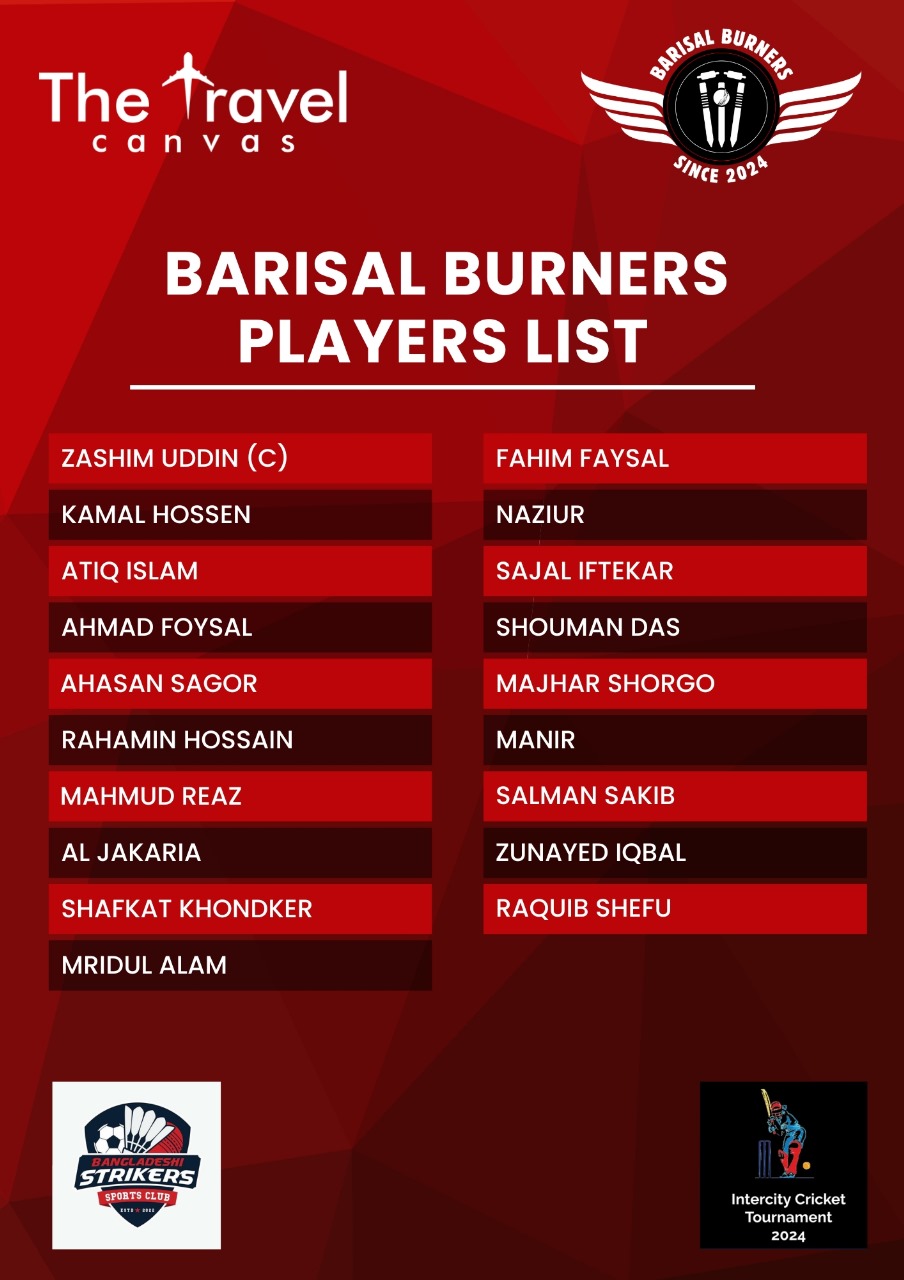 The Travel
canvas
BARISAL BURNERS
SINCE 2024
BARISAL BURNERS
PLAYERS LIST
ZASHIM UDDIN (C)
KAMAL HOSSEN
ATIQ ISLAM
AHMAD FOYSAL
AHASAN SAGOR
RAHAMIN HOSSAIN
MAHMUD REAZ
AL JAKARIA
SHAFKAT KHONDKER
MRIDUL ALAM
FAHIM FAYSAL
NAZIUR
SAJAL IFTEKAR
SHOUMAN DAS
MAJHAR SHORGO
MANIR
SALMAN SAKIB
ZUNAYED IQBAL
RAQUIB SHEFU
BANGLADESHI
STRIKERS
SPORTS CLUB
ESTD 2022
Intercity Cricket
Tournament
2024